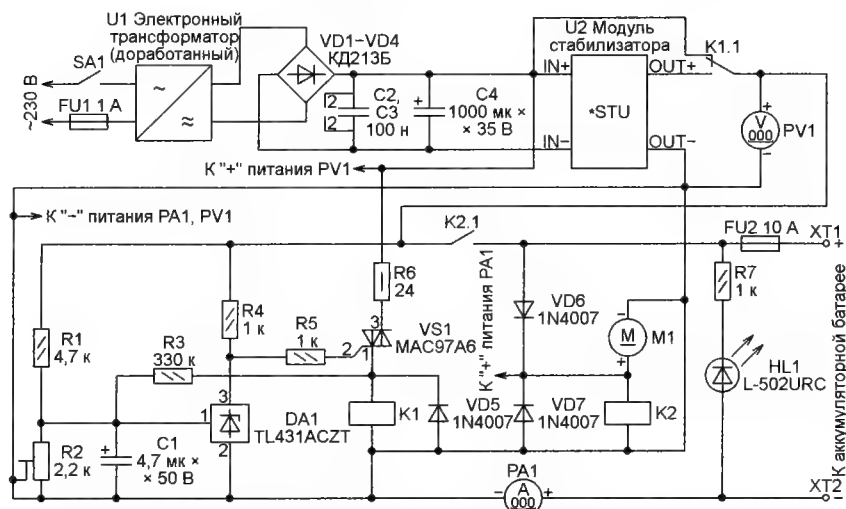 U1 Электронный
трансформатор
(доработанный)
SA1
~230 В
FU1 1 А
~
≈
VD1–VD4
КД213Б
2
2
C2,
C3
100 н
+
C4
1000 мк ×
× 35 В
U2 Модуль
стабилизатора
IN+
OUT+
*STU
IN−
OUT−
K1.1
+
V
000
−
PV1
К "+" питания PV1
К "−" питания PA1, PV1
K2.1
FU2 10 А
XT1
+
R1
4,7 к
R3
330 к
R4
1 к
R5
1 к
R6
24
3
2
1
VS1
MAC97A6
К "+" питания PA1
VD6
1N4007
−
M
+
M1
R7
1 к
HL1
L-502URC
К аккумуляторной батарее
R2
2,2 к
+
C1
4,7 мк ×
× 50 В
1
3
2
DA1
TL431ACZT
K1
VD5
1N4007
VD7
1N4007
K2
PA1
−
A
000
+
XT2
−